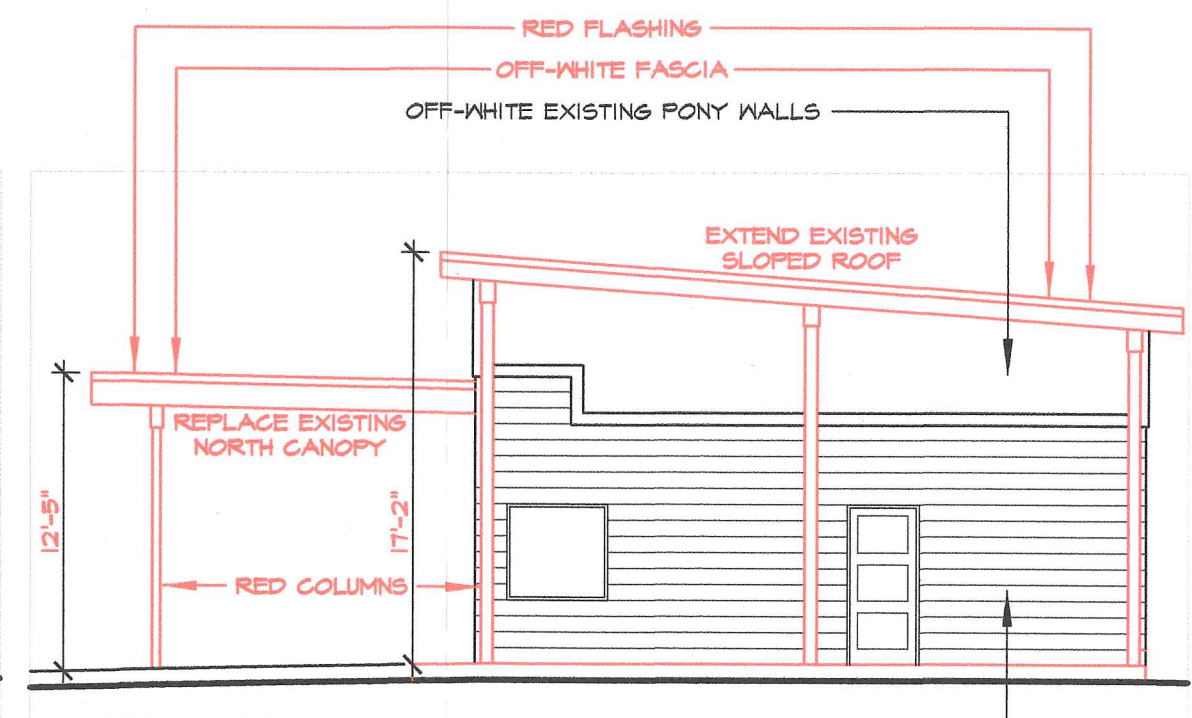 RED FLASHING
OFF-WHITE FASCIA
OFF-WHITE EXISTING PONY WALLS
EXTEND EXISTING
SLOPED ROOF
REPLACE EXISTING
NORTH CANOPY
12'-5"
17'-2"
RED COLUMNS